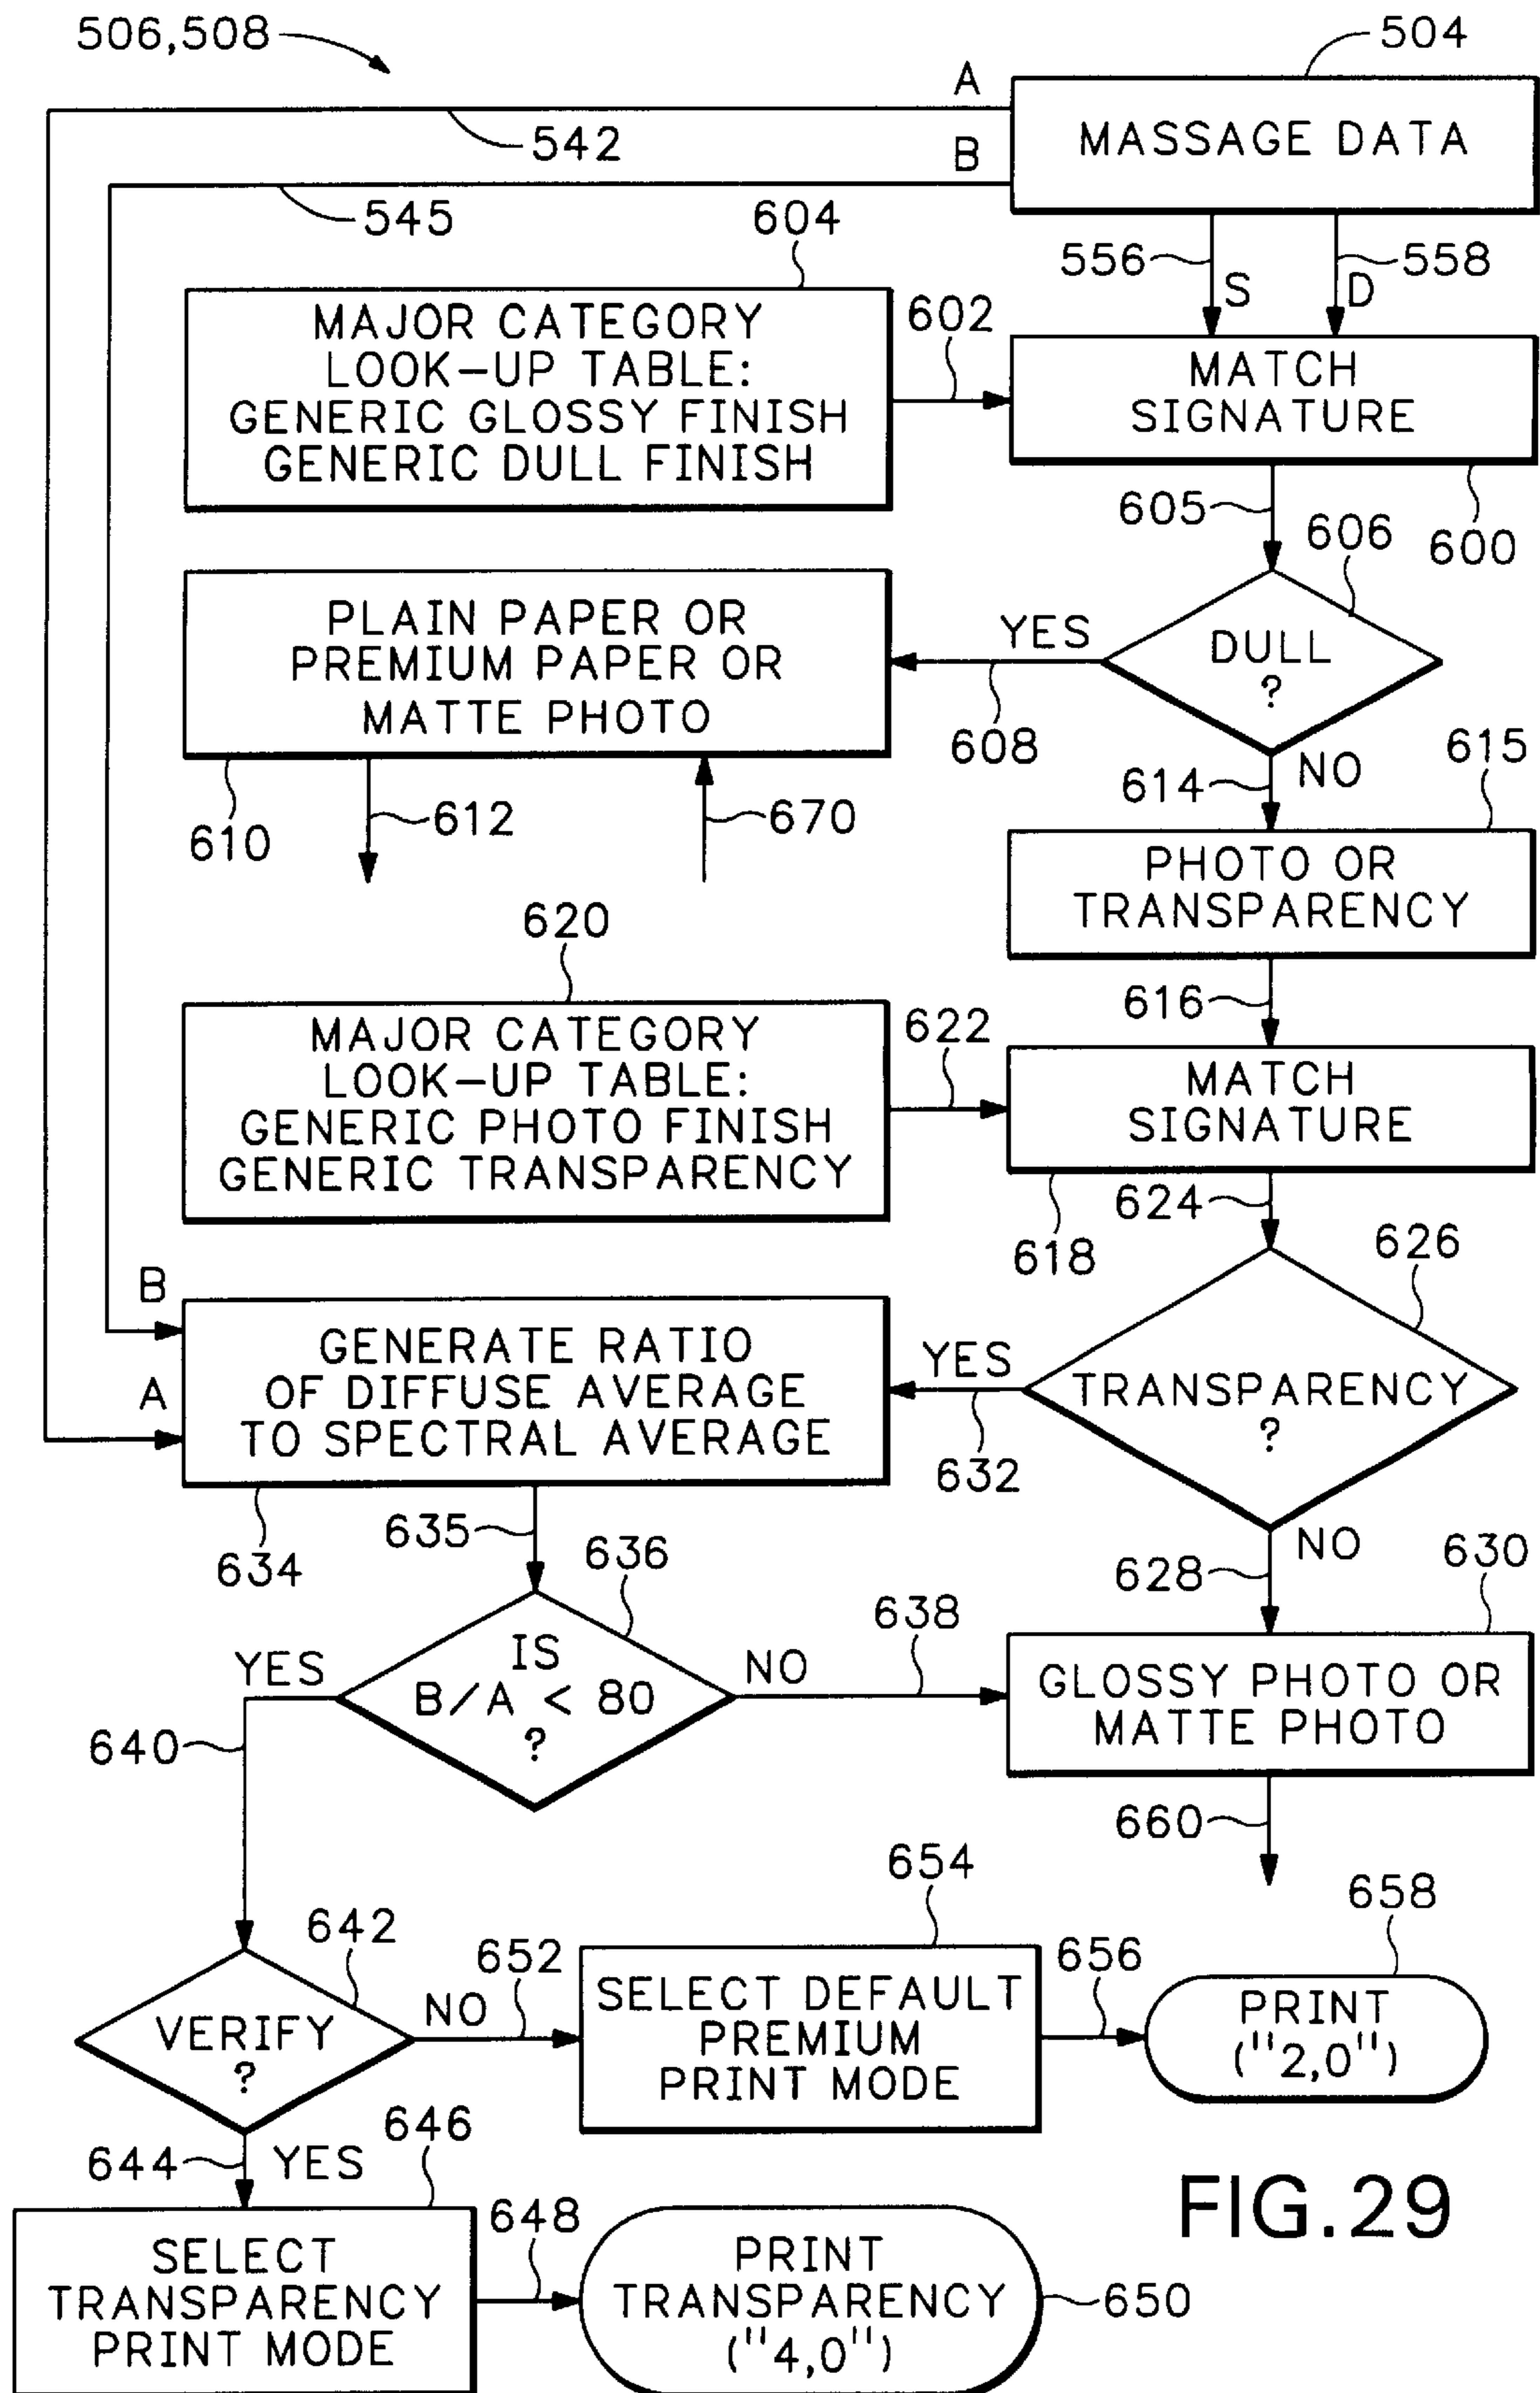 506,508
504
A
MASSAGE DATA
542
B
545
604
556
558
S
D
MAJOR CATEGORY
LOOK-UP TABLE:
GENERIC GLOSSY FINISH
GENERIC DULL FINISH
602
MATCH
SIGNATURE
605
606
600
PLAIN PAPER OR
PREMIUM PAPER OR
MATTE PHOTO
YES
DULL
?
608
610
612
670
614
NO
615
PHOTO OR
TRANSPARENCY
620
616
MAJOR CATEGORY
LOOK-UP TABLE:
GENERIC PHOTO FINISH
GENERIC TRANSPARENCY
622
MATCH
SIGNATURE
624
618
626
B
GENERATE RATIO
OF DIFFUSE AVERAGE
TO SPECTRAL AVERAGE
A
YES
TRANSPARENCY
?
632
634
635
636
628
NO
630
YES
IS
B/A < 80
?
NO
638
GLOSSY PHOTO OR
MATTE PHOTO
640
660
654
658
642
VERIFY
?
NO
652
SELECT DEFAULT
PREMIUM
PRINT MODE
656
PRINT
("2,0")
644
YES
646
FIG.29
SELECT
TRANSPARENCY
PRINT MODE
648
PRINT
TRANSPARENCY
("4,0")
650